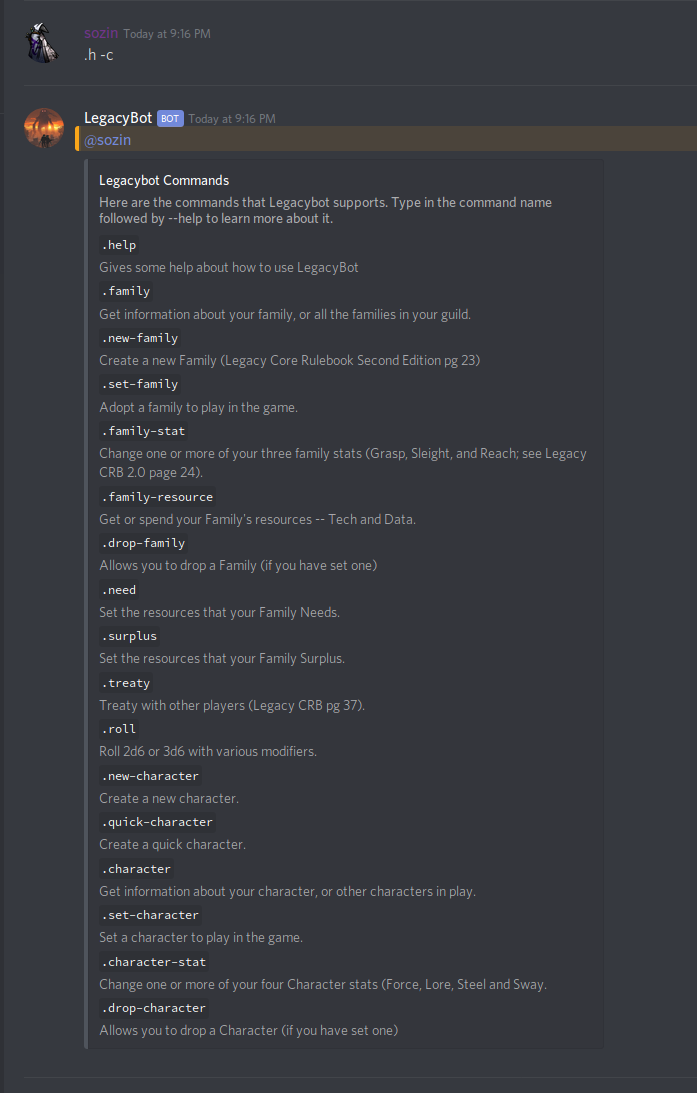 sozin Today at 9:16 PM
.h -c
LegacyBot BOT Today at 9:16 PM
@sozin
Legacybot Commands
Here are the commands that Legacybot supports. Type in the command name
followed by --help to learn more about it.
.help
Gives some help about how to use LegacyBot
.family
Get information about your family, or all the families in your guild.
.new-family
Create a new Family (Legacy Core Rulebook Second Edition pg 23)
.set-family
Adopt a family to play in the game.
.family-stat
Change one or more of your three family stats (Grasp, Sleight, and Reach; see Legacy
CRB 2.0 page 24).
.family-resource
Get or spend your Family's resources -- Tech and Data.
.drop-family
Allows you to drop a Family (if you have set one)
.need
Set the resources that your Family Needs.
.surplus
Set the resources that your Family Surplus.
.treaty
Treaty with other players (Legacy CRB pg 37).
.roll
Roll 2d6 or 3d6 with various modifiers.
.new-character
Create a new character.
.quick-character
Create a quick character.
.character
Get information about your character, or other characters in play.
.set-character
Set a character to play in the game.
.character-stat
Change one or more of your four Character stats (Force, Lore, Steel and Sway.
.drop-character
Allows you to drop a Character (if you have set one)